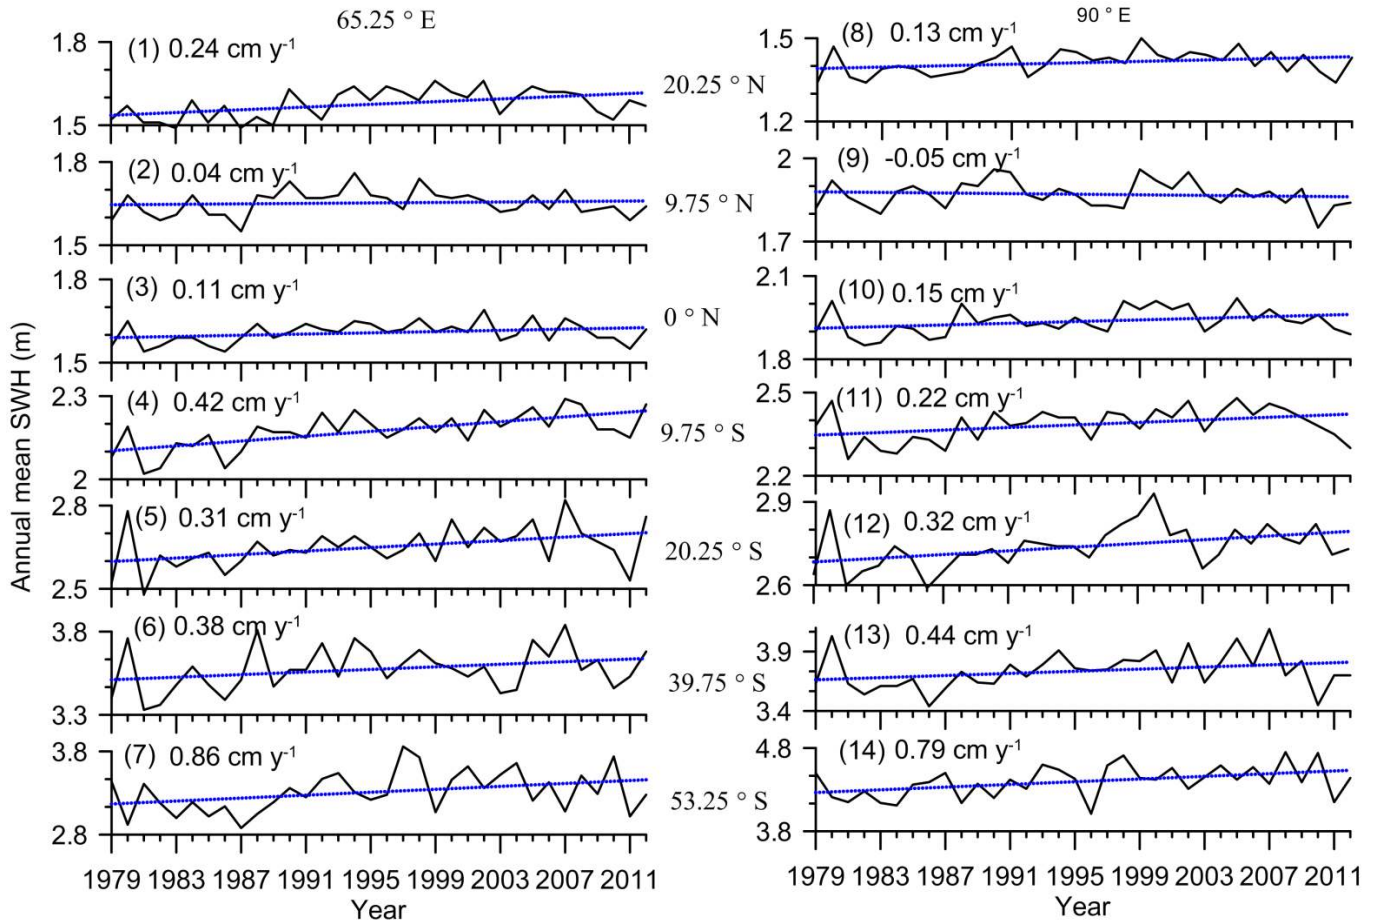 65.25 ° E
90 ° E
Annual mean SWH (m)
(1) 0.24 cm y-1
1.8
1.5
20.25 ° N
(8) 0.13 cm y-1
1.5
1.2
(2) 0.04 cm y-1
1.8
1.5
9.75 ° N
(9) -0.05 cm y-1
2
1.7
(3) 0.11 cm y-1
1.8
1.5
0 ° N
(10) 0.15 cm y-1
2.1
1.8
(4) 0.42 cm y-1
2.3
2
9.75 ° S
(11) 0.22 cm y-1
2.5
2.2
(5) 0.31 cm y-1
2.8
2.5
20.25 ° S
(12) 0.32 cm y-1
2.9
2.6
(6) 0.38 cm y-1
3.8
3.3
39.75 ° S
(13) 0.44 cm y-1
3.9
3.4
(7) 0.86 cm y-1
3.8
2.8
53.25 ° S
(14) 0.79 cm y-1
4.8
3.8
1979 1983 1987 1991 1995 1999 2003 2007 2011
Year
1979 1983 1987 1991 1995 1999 2003 2007 2011
Year